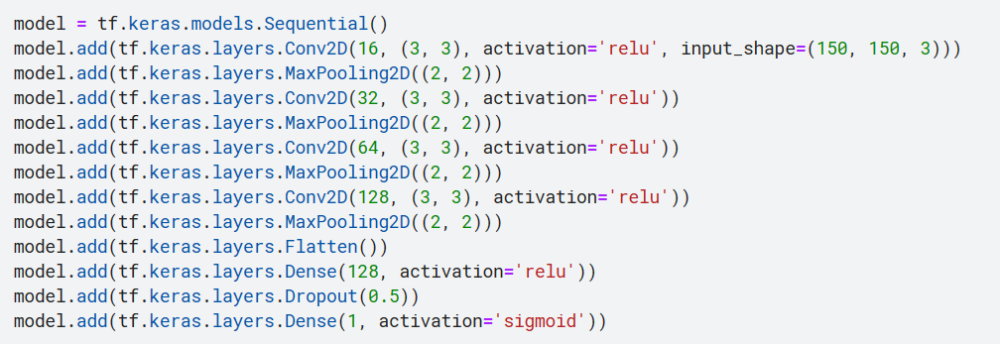 model = tf.keras.models.Sequential()
model.add(tf.keras.layers.Conv2D(16, (3, 3), activation='relu', input_shape=(150, 150, 3)))
model.add(tf.keras.layers.MaxPooling2D((2, 2)))
model.add(tf.keras.layers.Conv2D(32, (3, 3), activation='relu'))
model.add(tf.keras.layers.MaxPooling2D((2, 2)))
model.add(tf.keras.layers.Conv2D(64, (3, 3), activation='relu'))
model.add(tf.keras.layers.MaxPooling2D((2, 2)))
model.add(tf.keras.layers.Conv2D(128, (3, 3), activation='relu'))
model.add(tf.keras.layers.MaxPooling2D((2, 2)))
model.add(tf.keras.layers.Flatten())
model.add(tf.keras.layers.Dense(128, activation='relu'))
model.add(tf.keras.layers.Dropout(0.5))
model.add(tf.keras.layers.Dense(1, activation='sigmoid'))